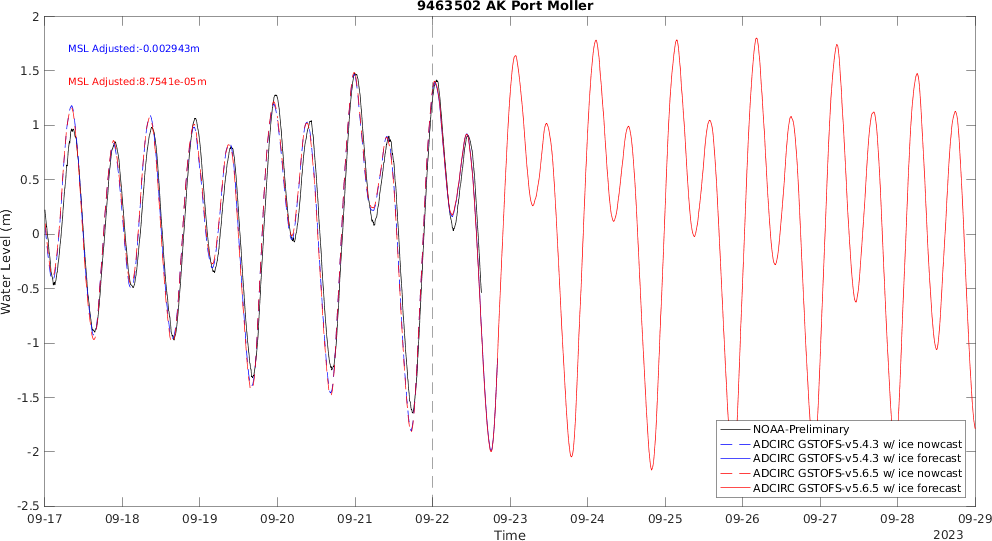 9463502 AK Port Moller
MSL Adjusted:-0.002943m
MSL Adjusted:8.7541e-05m
Water Level (m)
2
1.5
1
0.5
0
-0.5
-1
-1.5
-2
-2.5
NOAA-Preliminary
ADCIRC GSTOFS-v5.4.3 w/ ice nowcast
ADCIRC GSTOFS-v5.4.3 w/ ice forecast
ADCIRC GSTOFS-v5.6.5 w/ ice nowcast
ADCIRC GSTOFS-v5.6.5 w/ ice forecast
09-17 09-18 09-19 09-20 09-21 09-22 09-23 09-24 09-25 09-26 09-27 09-28 09-29
Time
2023